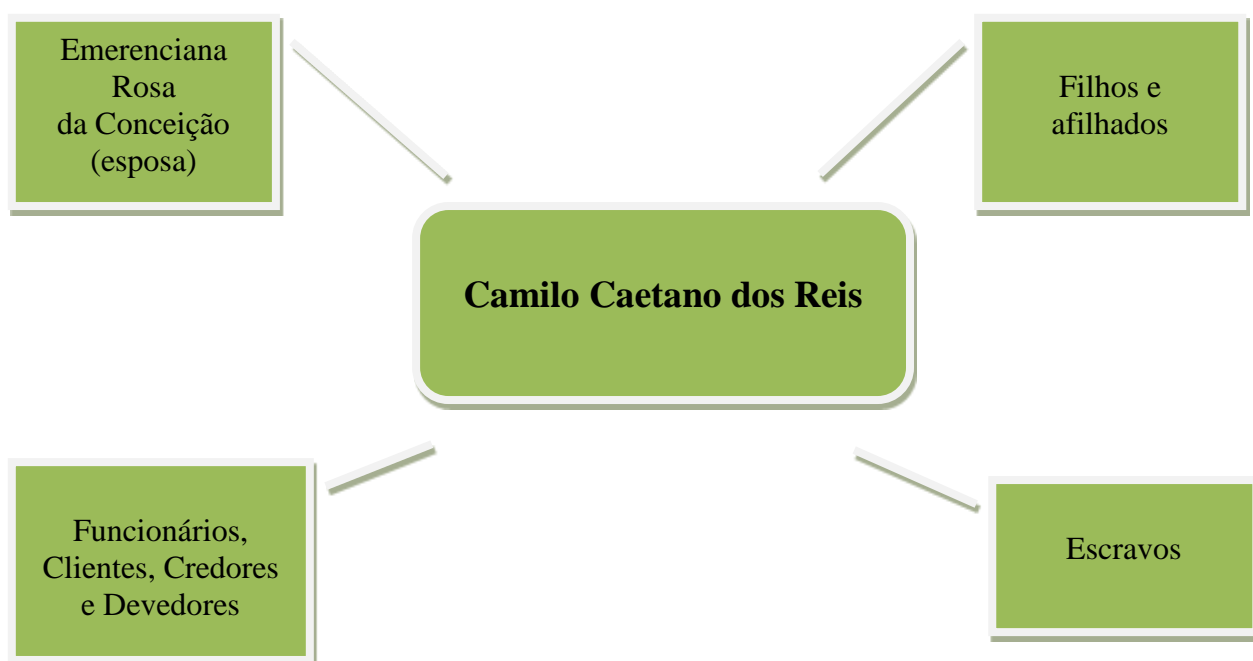 Emerenciana
Rosa
da Conceição
(esposa)
Filhos e
afilhados
Camilo Caetano dos Reis
Funcionários,
Clientes, Credores
e Devedores
Escravos